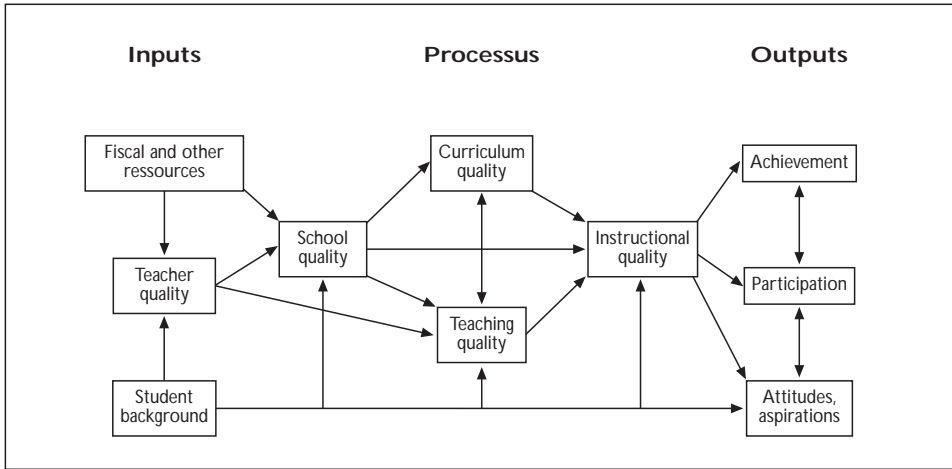 Inputs
Processus
Outputs
Fiscal and other
ressources
Curriculum
quality
Achievement
School
quality
Instructional
quality
Teacher
quality
Participation
Teaching
quality
Student
background
Attitudes,
aspirations